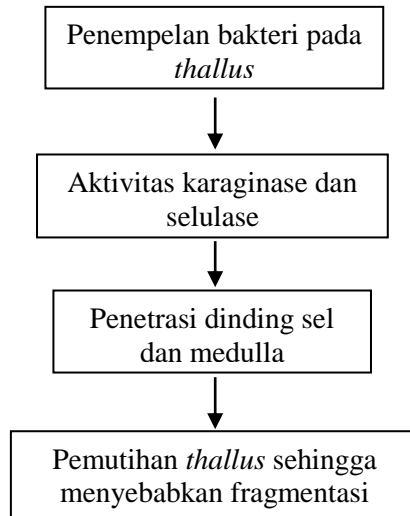 Penempelan bakteri pada
thallus
Aktivitas karaginase dan
selulase
Penetrasi dinding sel
dan medulla
Pemutihan thallus sehingga
menyebabkan fragmentasi